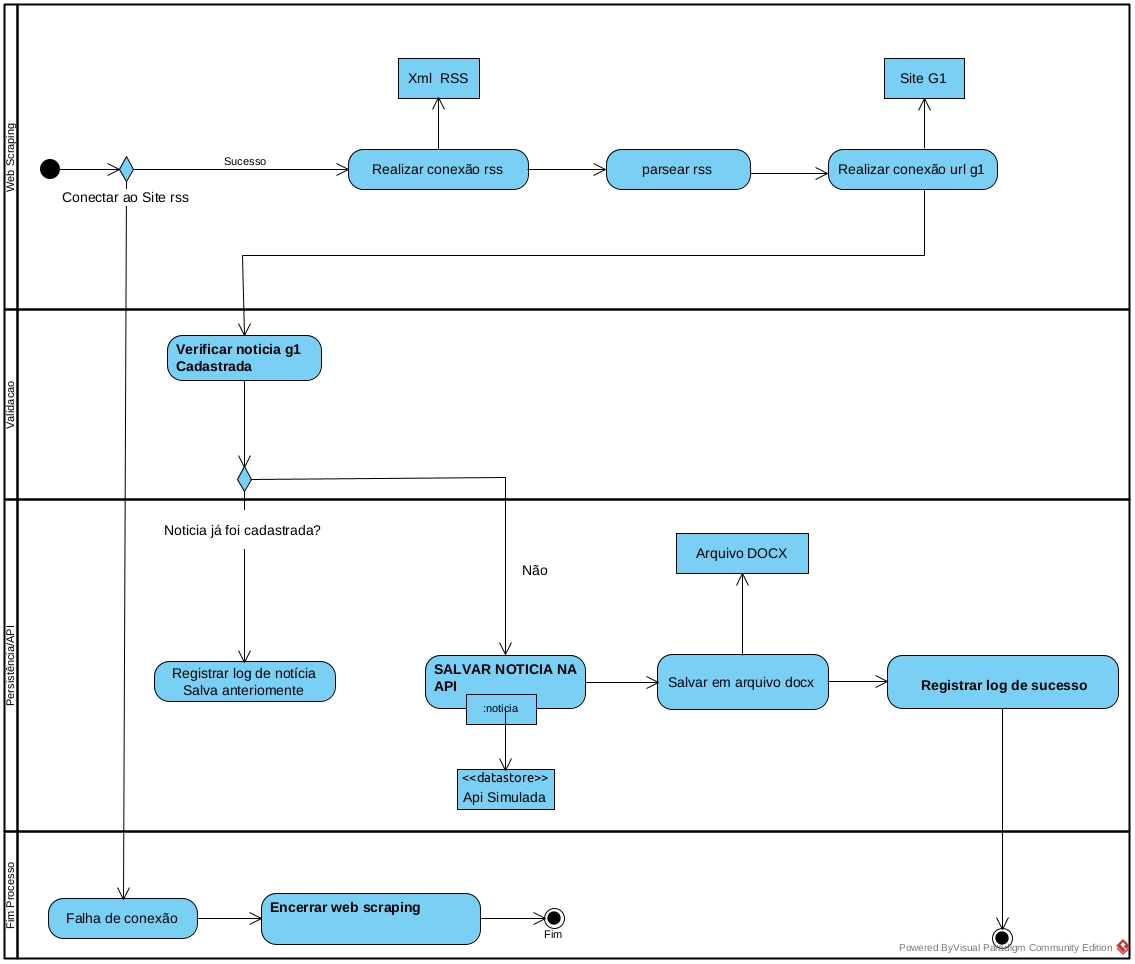 Web Scraping
Xml  RSS
Site G1
Sucesso
Realizar conexão rss
parsear rss
Realizar conexão url g1
Conectar ao Site rss
Validacao
Verificar noticia g1
Cadastrada
Persistência/API
Noticia já foi cadastrada?
Não
Arquivo DOCX
Registrar log de notícia
Salva anteriomente
SALVAR NOTICIA NA
API
:noticia
Salvar em arquivo docx
Registrar log de sucesso
<<datastore>>
Api Simulada
Fim Processo
Falha de conexão
Encerrar web scraping
Fim
Powered ByVisual Paradigm Community Edition